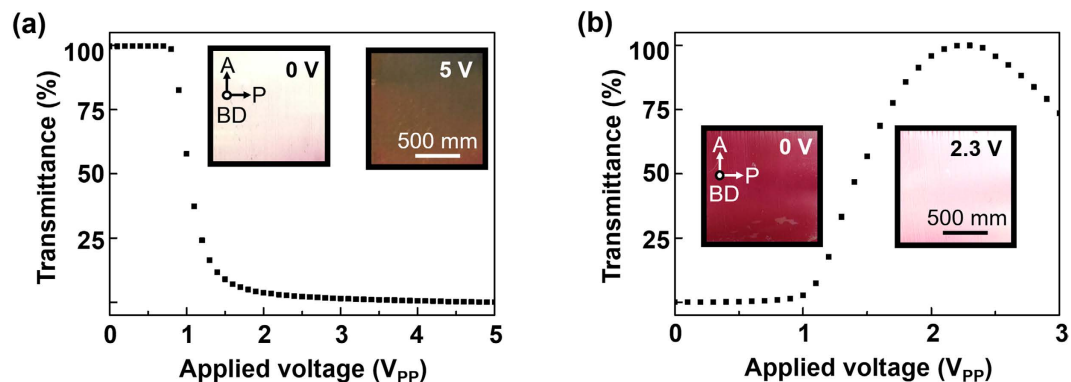 (a)
Transmittance (%)
100
75
50
25
0 1 2 3 4 5
Applied voltage (VPP)
0 V
A
P
BD
5 V
500 mm
(b)
Transmittance (%)
100
75
50
25
0 1 2 3
Applied voltage (VPP)
0 V
A
P
BD
2.3 V
500 mm